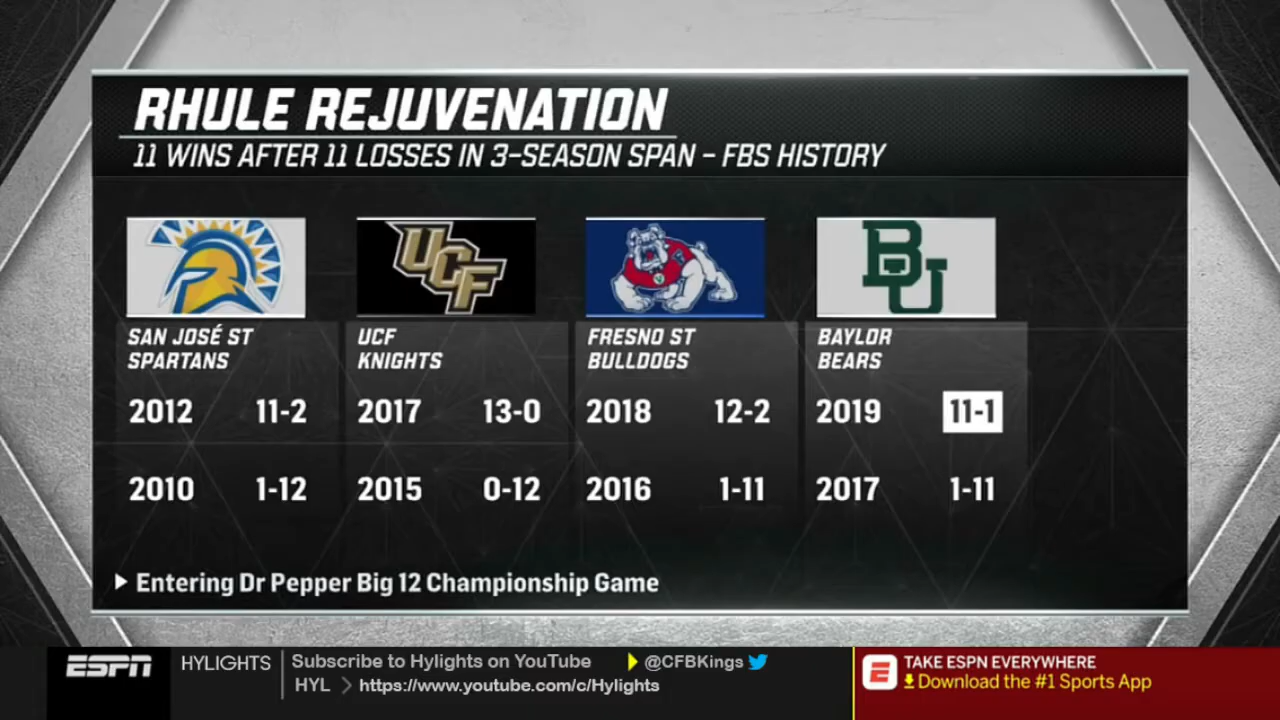 RHULE REJUVENATION
11 WINS AFTER 11 LOSSES IN 3-SEASON SPAN – FBS HISTORY
UCF
BU
SAN JOSÉ ST
SPARTANS
2012 11-2
2010 1-12
UCF
KNIGHTS
2017 13-0
2015 0-12
FRESNO ST
BULLDOGS
2018 12-2
2016 1-11
BAYLOR
BEARS
2019 11-1
2017 1-11
Entering Dr Pepper Big 12 Championship Game
ESPN
HYLIGHTS
Subscribe to Hylights on YouTube @CFBKings
HYL > https://www.youtube.com/c/Hylights
E
TAKE ESPN EVERYWHERE
Download the #1 Sports App